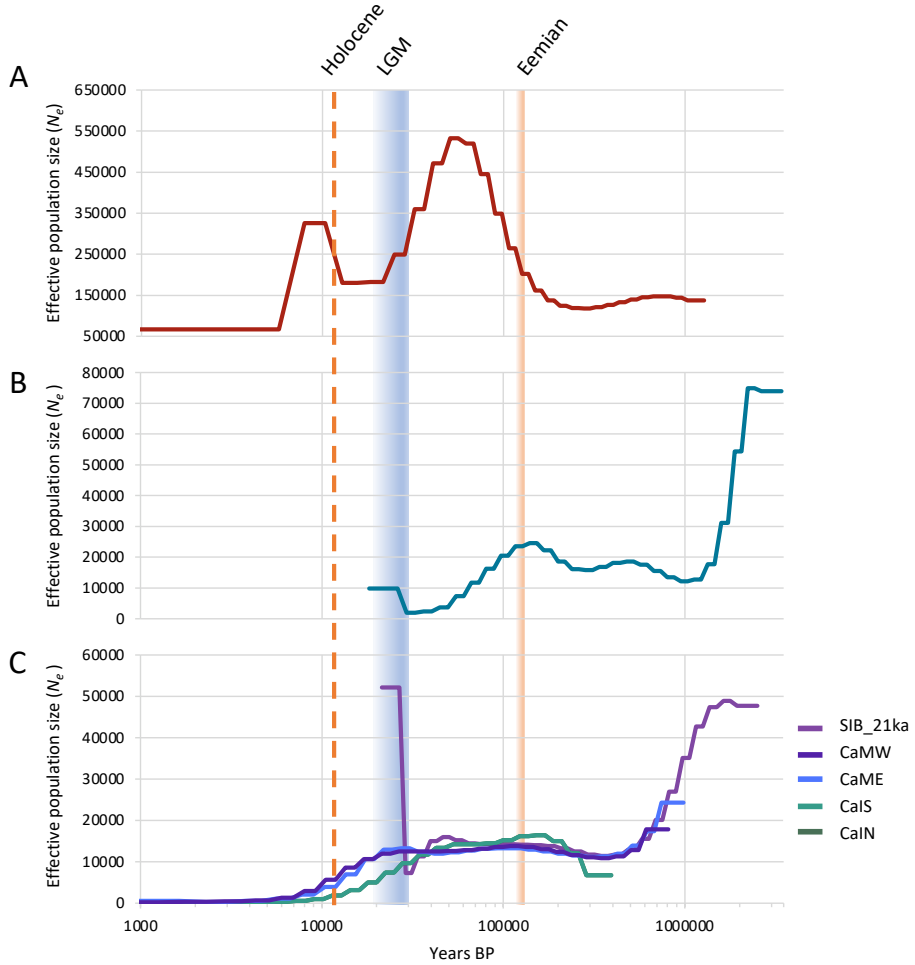 Holocene
LGM
Eemian
A
Effective population size (Nₑ)
650000
550000
450000
350000
250000
150000
50000
B
Effective population size (Nₑ)
80000
70000
60000
50000
40000
30000
20000
10000
0
C
Effective population size (Nₑ)
60000
50000
40000
30000
20000
10000
0
1000
10000
100000
1000000
Years BP
SIB_21ka
CaMW
CaME
CaIS
CaIN